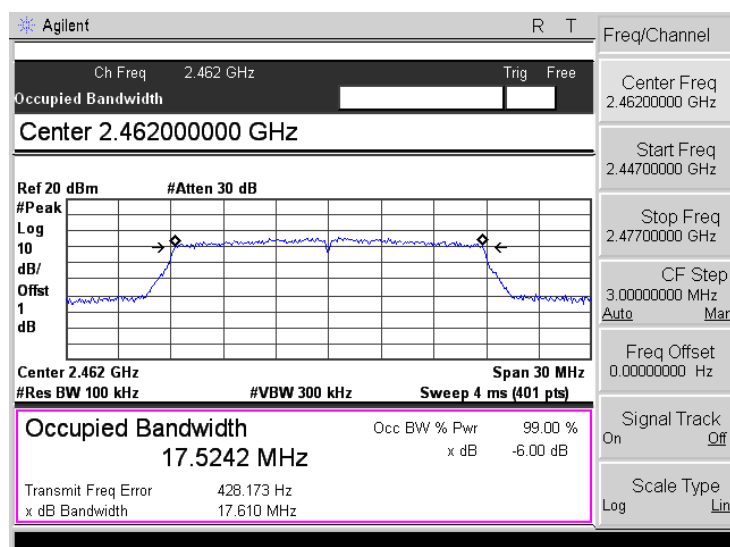 Agilent R T
Ch Freq 2.462 GHz Trig Free
Occupied Bandwidth
Center 2.462000000 GHz
Ref 20 dBm #Atten 30 dB
#Peak
Log
10
dB/
Offst
1
dB
Center 2.462 GHz Span 30 MHz
#Res BW 100 kHz #VBW 300 kHz Sweep 4 ms (401 pts)
Occupied Bandwidth
17.5242 MHz
Occ BW % Pwr 99.00 %
x dB -6.00 dB
Transmit Freq Error 428.173 Hz
x dB Bandwidth 17.610 MHz
Freq/Channel
Center Freq
2.46200000 GHz
Start Freq
2.44700000 GHz
Stop Freq
2.47700000 GHz
CF Step
3.00000000 MHz
Auto Man
Freq Offset
0.00000000 Hz
Signal Track
On Off
Scale Type
Log Lin